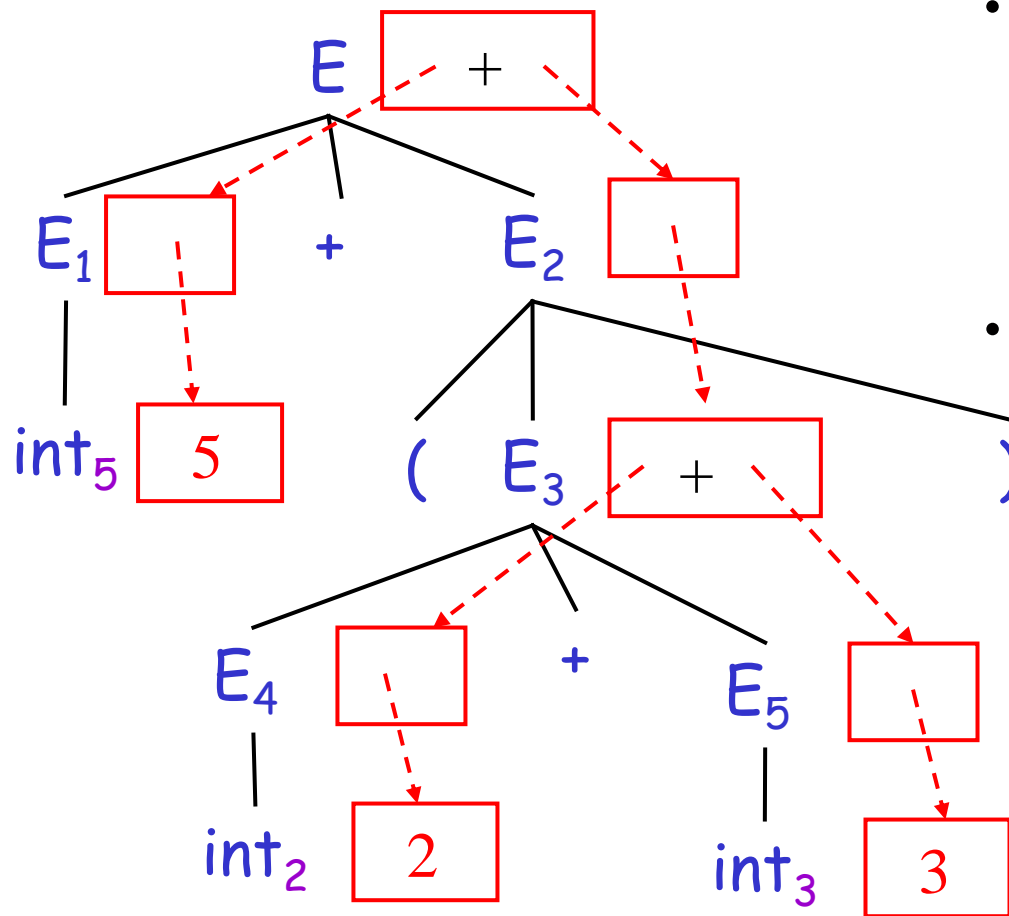 E +
E₁ + E₂
int₅ 5 ( E₃ + )
E₄ + E₅
int₂ 2 int₃ 3